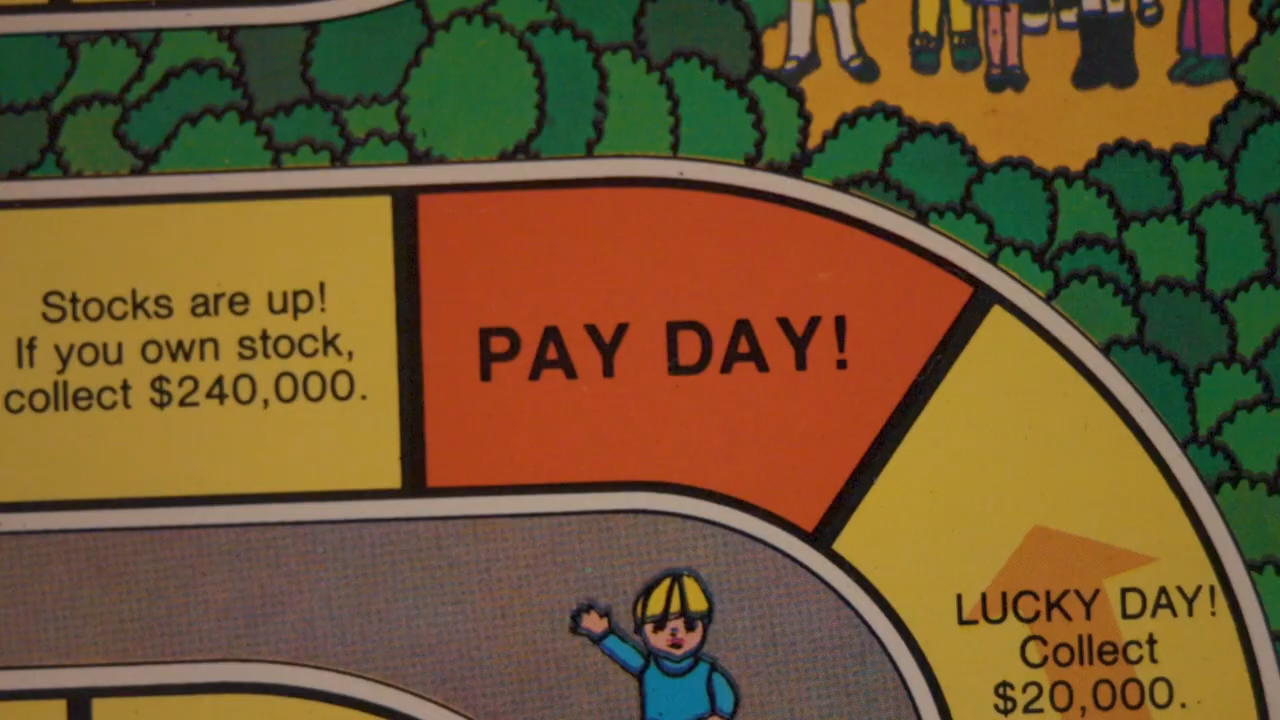 Stocks are up!
If you own stock,
collect $240,000.
PAY DAY!
LUCKY DAY!
Collect
$20,000.